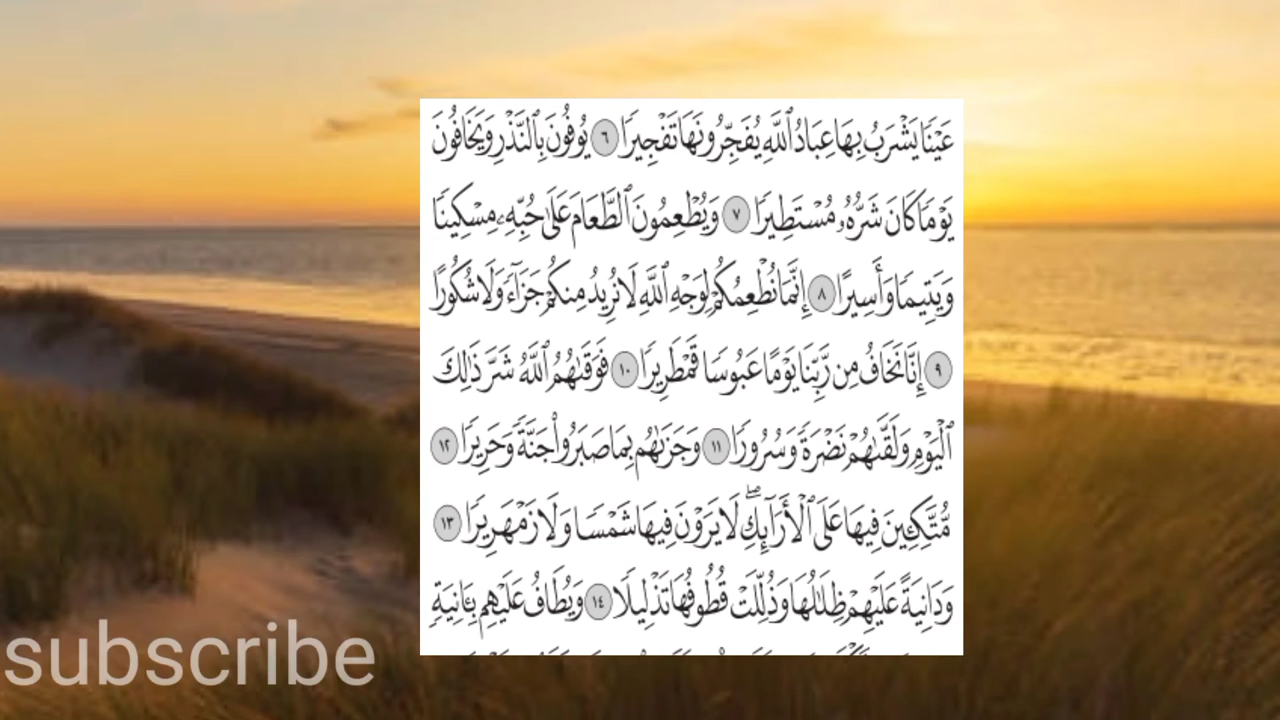 عَيْنًا يَشْرَبُ بِهَا عِبَادُ ٱللَّهِ يُفَجِّرُونَهَا تَفْجِيرًا ٦ يُوفُونَ بِٱلنَّذْرِ وَيَخَافُونَ
يَوْمًا كَانَ شَرُّهُۥ مُسْتَطِيرًا ٧ وَيُطْعِمُونَ ٱلطَّعَامَ عَلَىٰ حُبِّهِۦ مِسْكِينًا
وَيَتِيمًا وَأَسِيرًا ٨ إِنَّمَا نُطْعِمُكُمْ لِوَجْهِ ٱللَّهِ لَا نُرِيدُ مِنكُمْ جَزَآءً وَلَا شُكُورًا
٩ إِنَّا نَخَافُ مِن رَّبِّنَا يَوْمًا عَبُوسًا قَمْطَرِيرًا ١٠ فَوَقَىٰهُمُ ٱللَّهُ شَرَّ ذَٰلِكَ
ٱلْيَوْمِ وَلَقَّىٰهُمْ نَضْرَةً وَسُرُورًا ١١ وَجَزَىٰهُم بِمَا صَبَرُوا۟ جَنَّةً وَحَرِيرًا ١٢
مُّتَّكِـِٔينَ فِيهَا عَلَى ٱلْأَرَآئِكِ ۖ لَا يَرَوْنَ فِيهَا شَمْسًا وَلَا زَمْهَرِيرًا ١٣
وَدَانِيَةً عَلَيْهِمْ ظِلَٰلُهَا وَذُلِّلَتْ قُطُوفُهَا تَذْلِيلًا ١٤ وَيُطَافُ عَلَيْهِم بِـَٔانِيَةٍ
subscribe